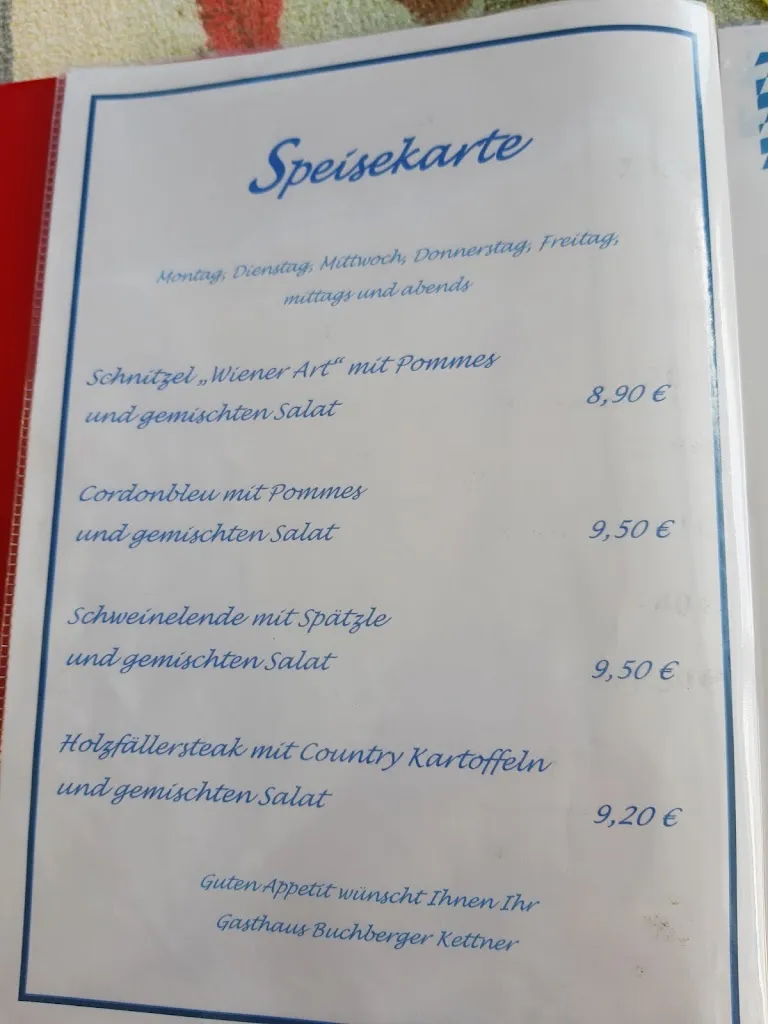 Speisekarte
Montag, Dienstag, Mittwoch, Donnerstag, Freitag,
mittags und abends
Schnitzel „Wiener Art“ mit Pommes
und gemischten Salat
8,90 €
Cordonbleu mit Pommes
und gemischten Salat
9,50 €
Schweinelende mit Spätzle
und gemischten Salat
9,50 €
Holzfällersteak mit Country Kartoffeln
und gemischten Salat
9,20 €
Guten Appetit wünscht Ihnen Ihr
Gasthaus Buchberger Kettner